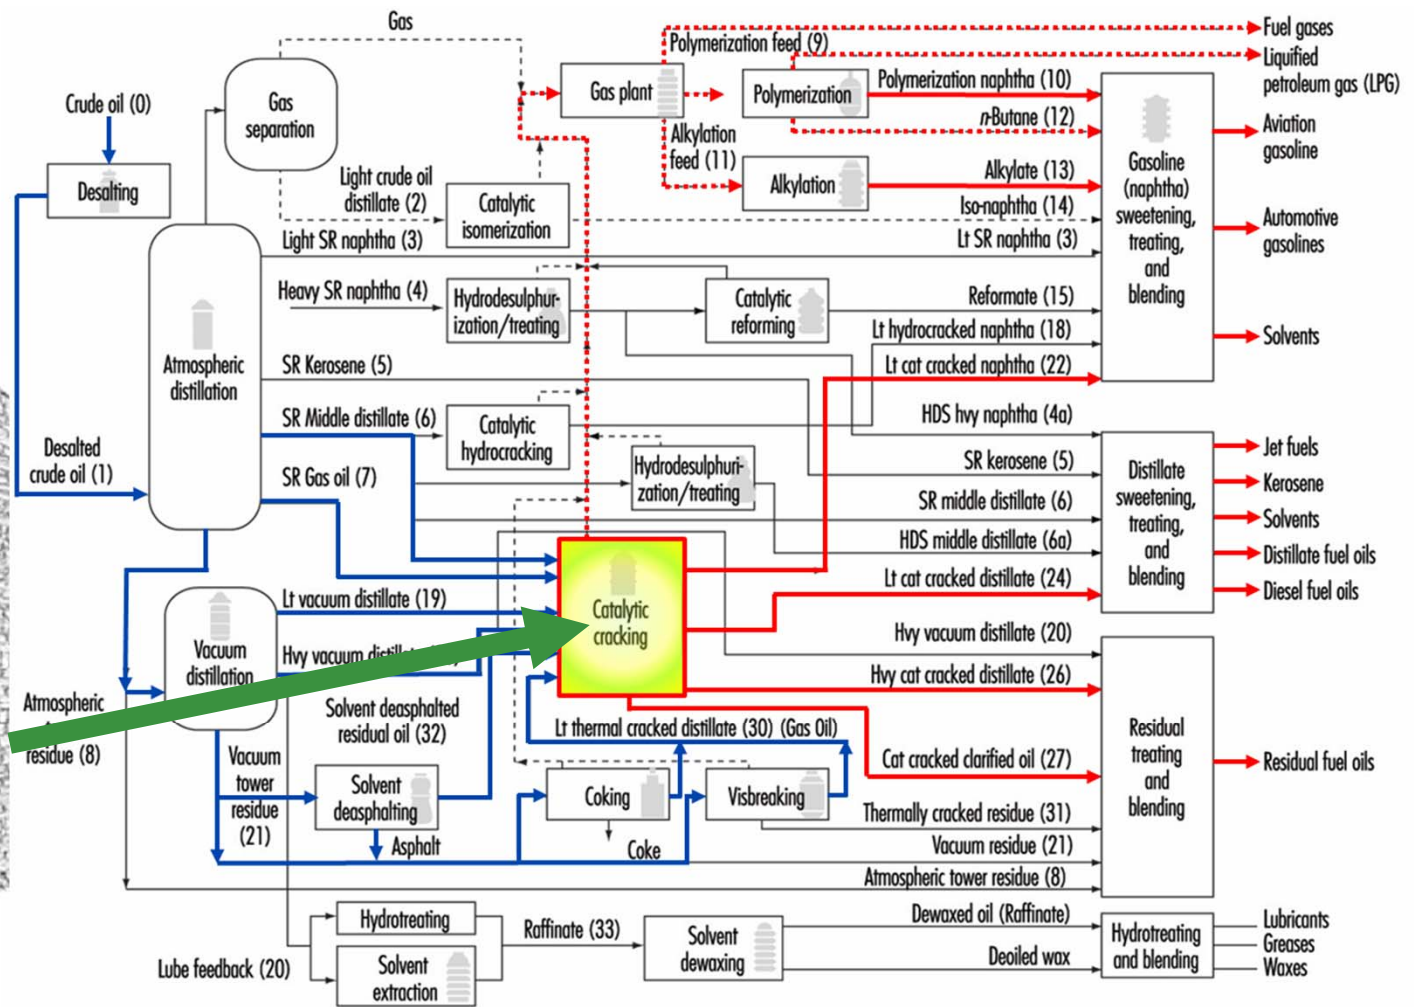 Gas
Fuel gases
Polymerization feed (9)
Liquified
petroleum gas (LPG)
Crude oil (0)
Gas
separation
Gas plant
Polymerization
Polymerization naphtha (10)
n-Butane (12)
Aviation
gasoline
Alkylation
feed (11)
Desalting
Light crude oil
distillate (2)
Catalytic
isomerization
Alkylation
Alkylate (13)
Iso-naphtha (14)
Gasoline
(naphtha)
sweetening,
treating,
and
blending
Automotive
gasolines
Light SR naphtha (3)
Lt SR naphtha (3)
Heavy SR naphtha (4)
Hydrodesulphur-
ization/treating
Catalytic
reforming
Reformate (15)
Lt hydrocracked naphtha (18)
Solvents
Atmospheric
distillation
SR Kerosene (5)
Lt cat cracked naphtha (22)
SR Middle distillate (6)
Catalytic
hydrocracking
HDS hvy naphtha (4a)
Jet fuels
Desalted
crude oil (1)
SR Gas oil (7)
Hydrodesulphuri-
zation/treating
SR kerosene (5)
SR middle distillate (6)
HDS middle distillate (6a)
Distillate
sweetening,
treating,
and
blending
Kerosene
Solvents
Distillate fuel oils
Diesel fuel oils
Lt cat cracked distillate (24)
Lt vacuum distillate (19)
Catalytic
cracking
Vacuum
distillation
Hvy vacuum
Hvy vacuum distillate (20)
Hvy cat cracked distillate (26)
Atmospheric
residue (8)
Solvent deasphalted
residual oil (32)
Lt thermal cracked distillate (30) (Gas Oil)
Residual
treating
and
blending
Residual fuel oils
Vacuum
tower
residue
(21)
Solvent
deasphalting
Coking
Visbreaking
Cat cracked clarified oil (27)
Thermally cracked residue (31)
Asphalt
Coke
Vacuum residue (21)
Atmospheric tower residue (8)
Hydrotreating
Raffinate (33)
Solvent
dewaxing
Dewaxed oil (Raffinate)
Deoiled wax
Hydrotreating
and blending
Lubricants
Greases
Waxes
Lube feedback (20)
Solvent
extraction